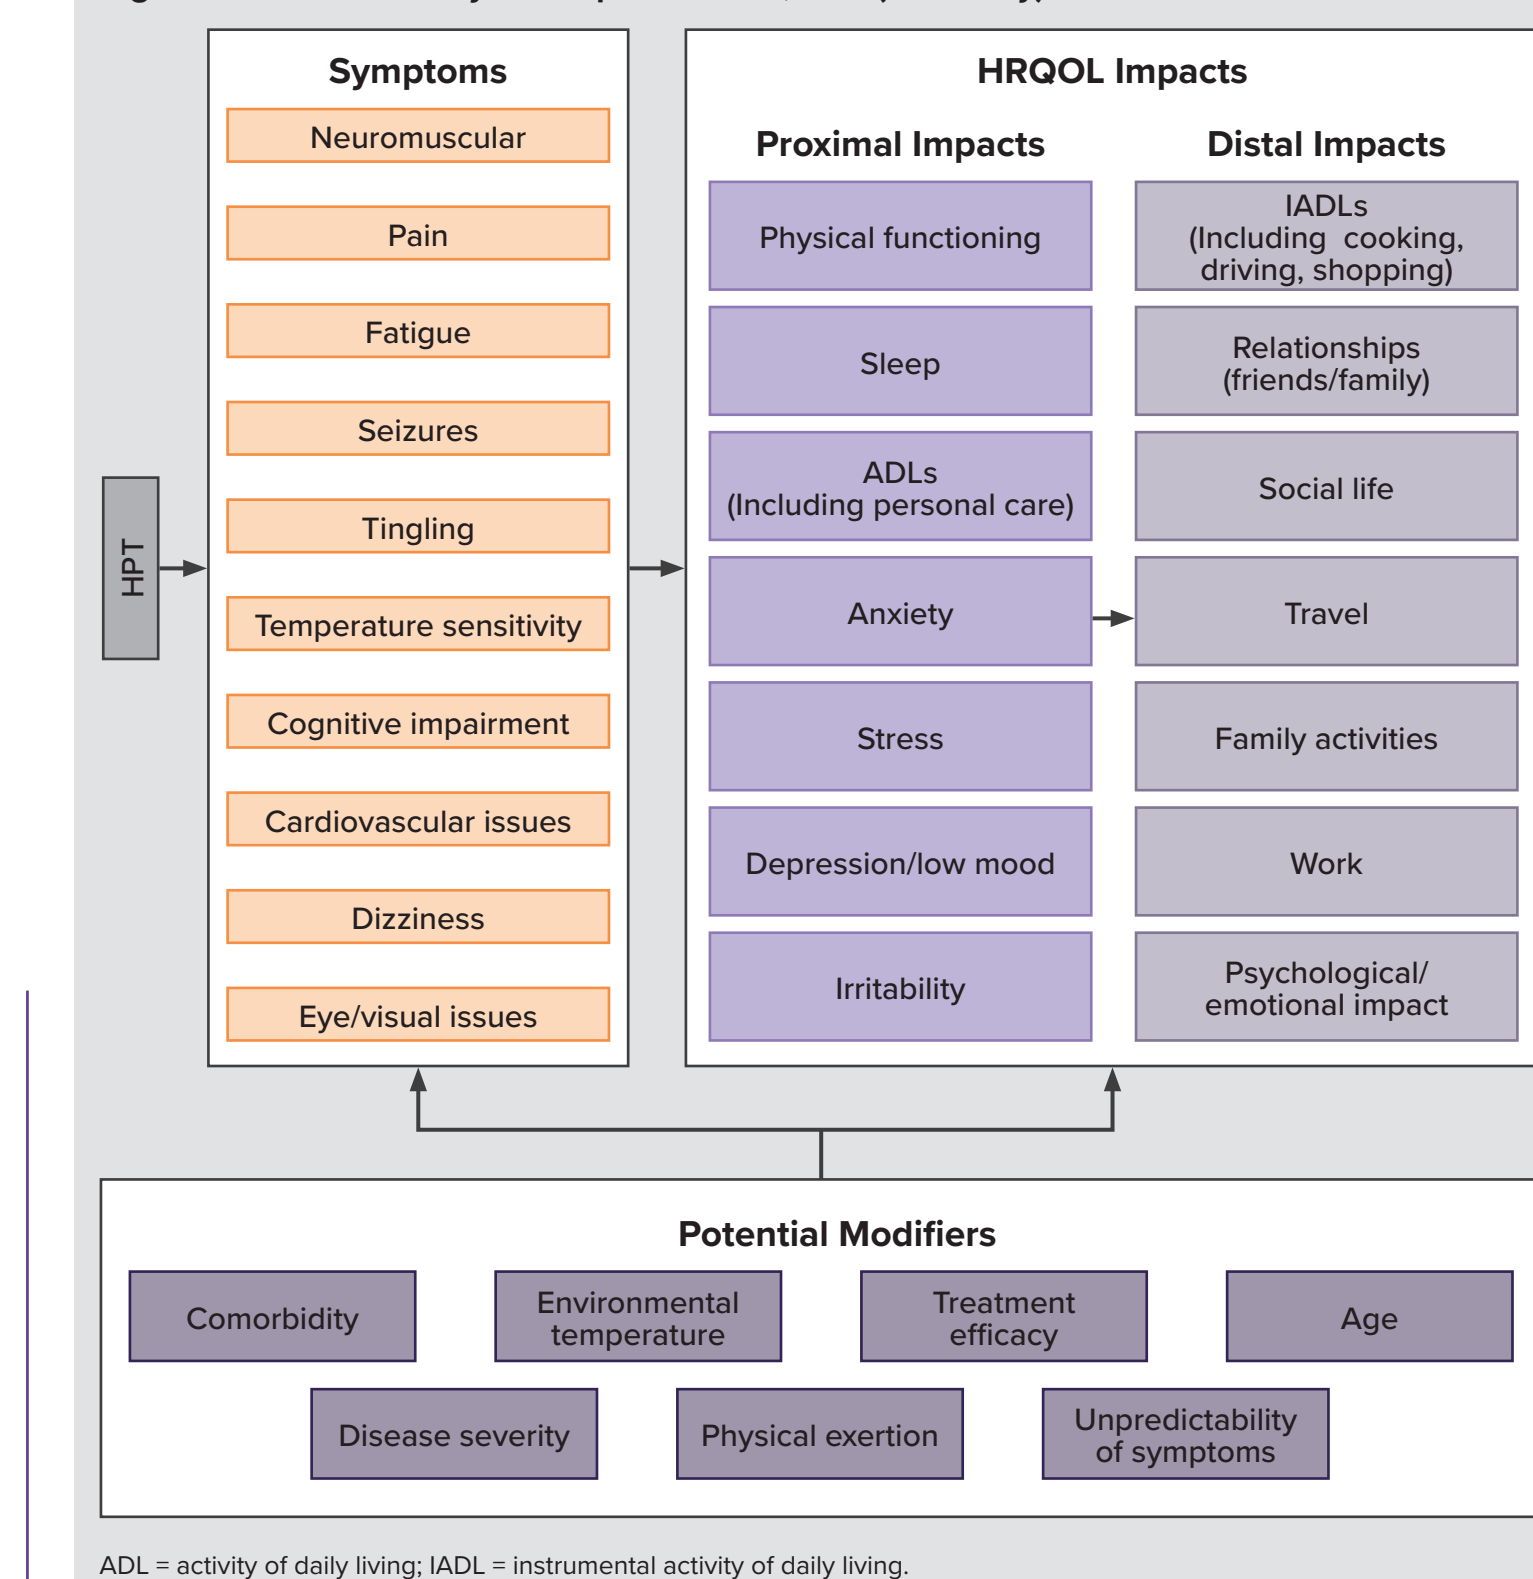 Symptoms
Neuromuscular
Pain
Fatigue
Seizures
Tingling
Temperature sensitivity
Cognitive impairment
Cardiovascular issues
Dizziness
Eye/visual issues
HPT
HRQOL Impacts
Proximal Impacts
Physical functioning
Sleep
ADLs
(Including personal care)
Anxiety
Stress
Depression/low mood
Irritability
Distal Impacts
IADLs
(Including cooking,
driving, shopping)
Relationships
(friends/family)
Social life
Travel
Family activities
Work
Psychological/
emotional impact
Potential Modifiers
Comorbidity
Environmental
temperature
Treatment
efficacy
Age
Disease severity
Physical exertion
Unpredictability
of symptoms
ADL = activity of daily living; IADL = instrumental activity of daily living.